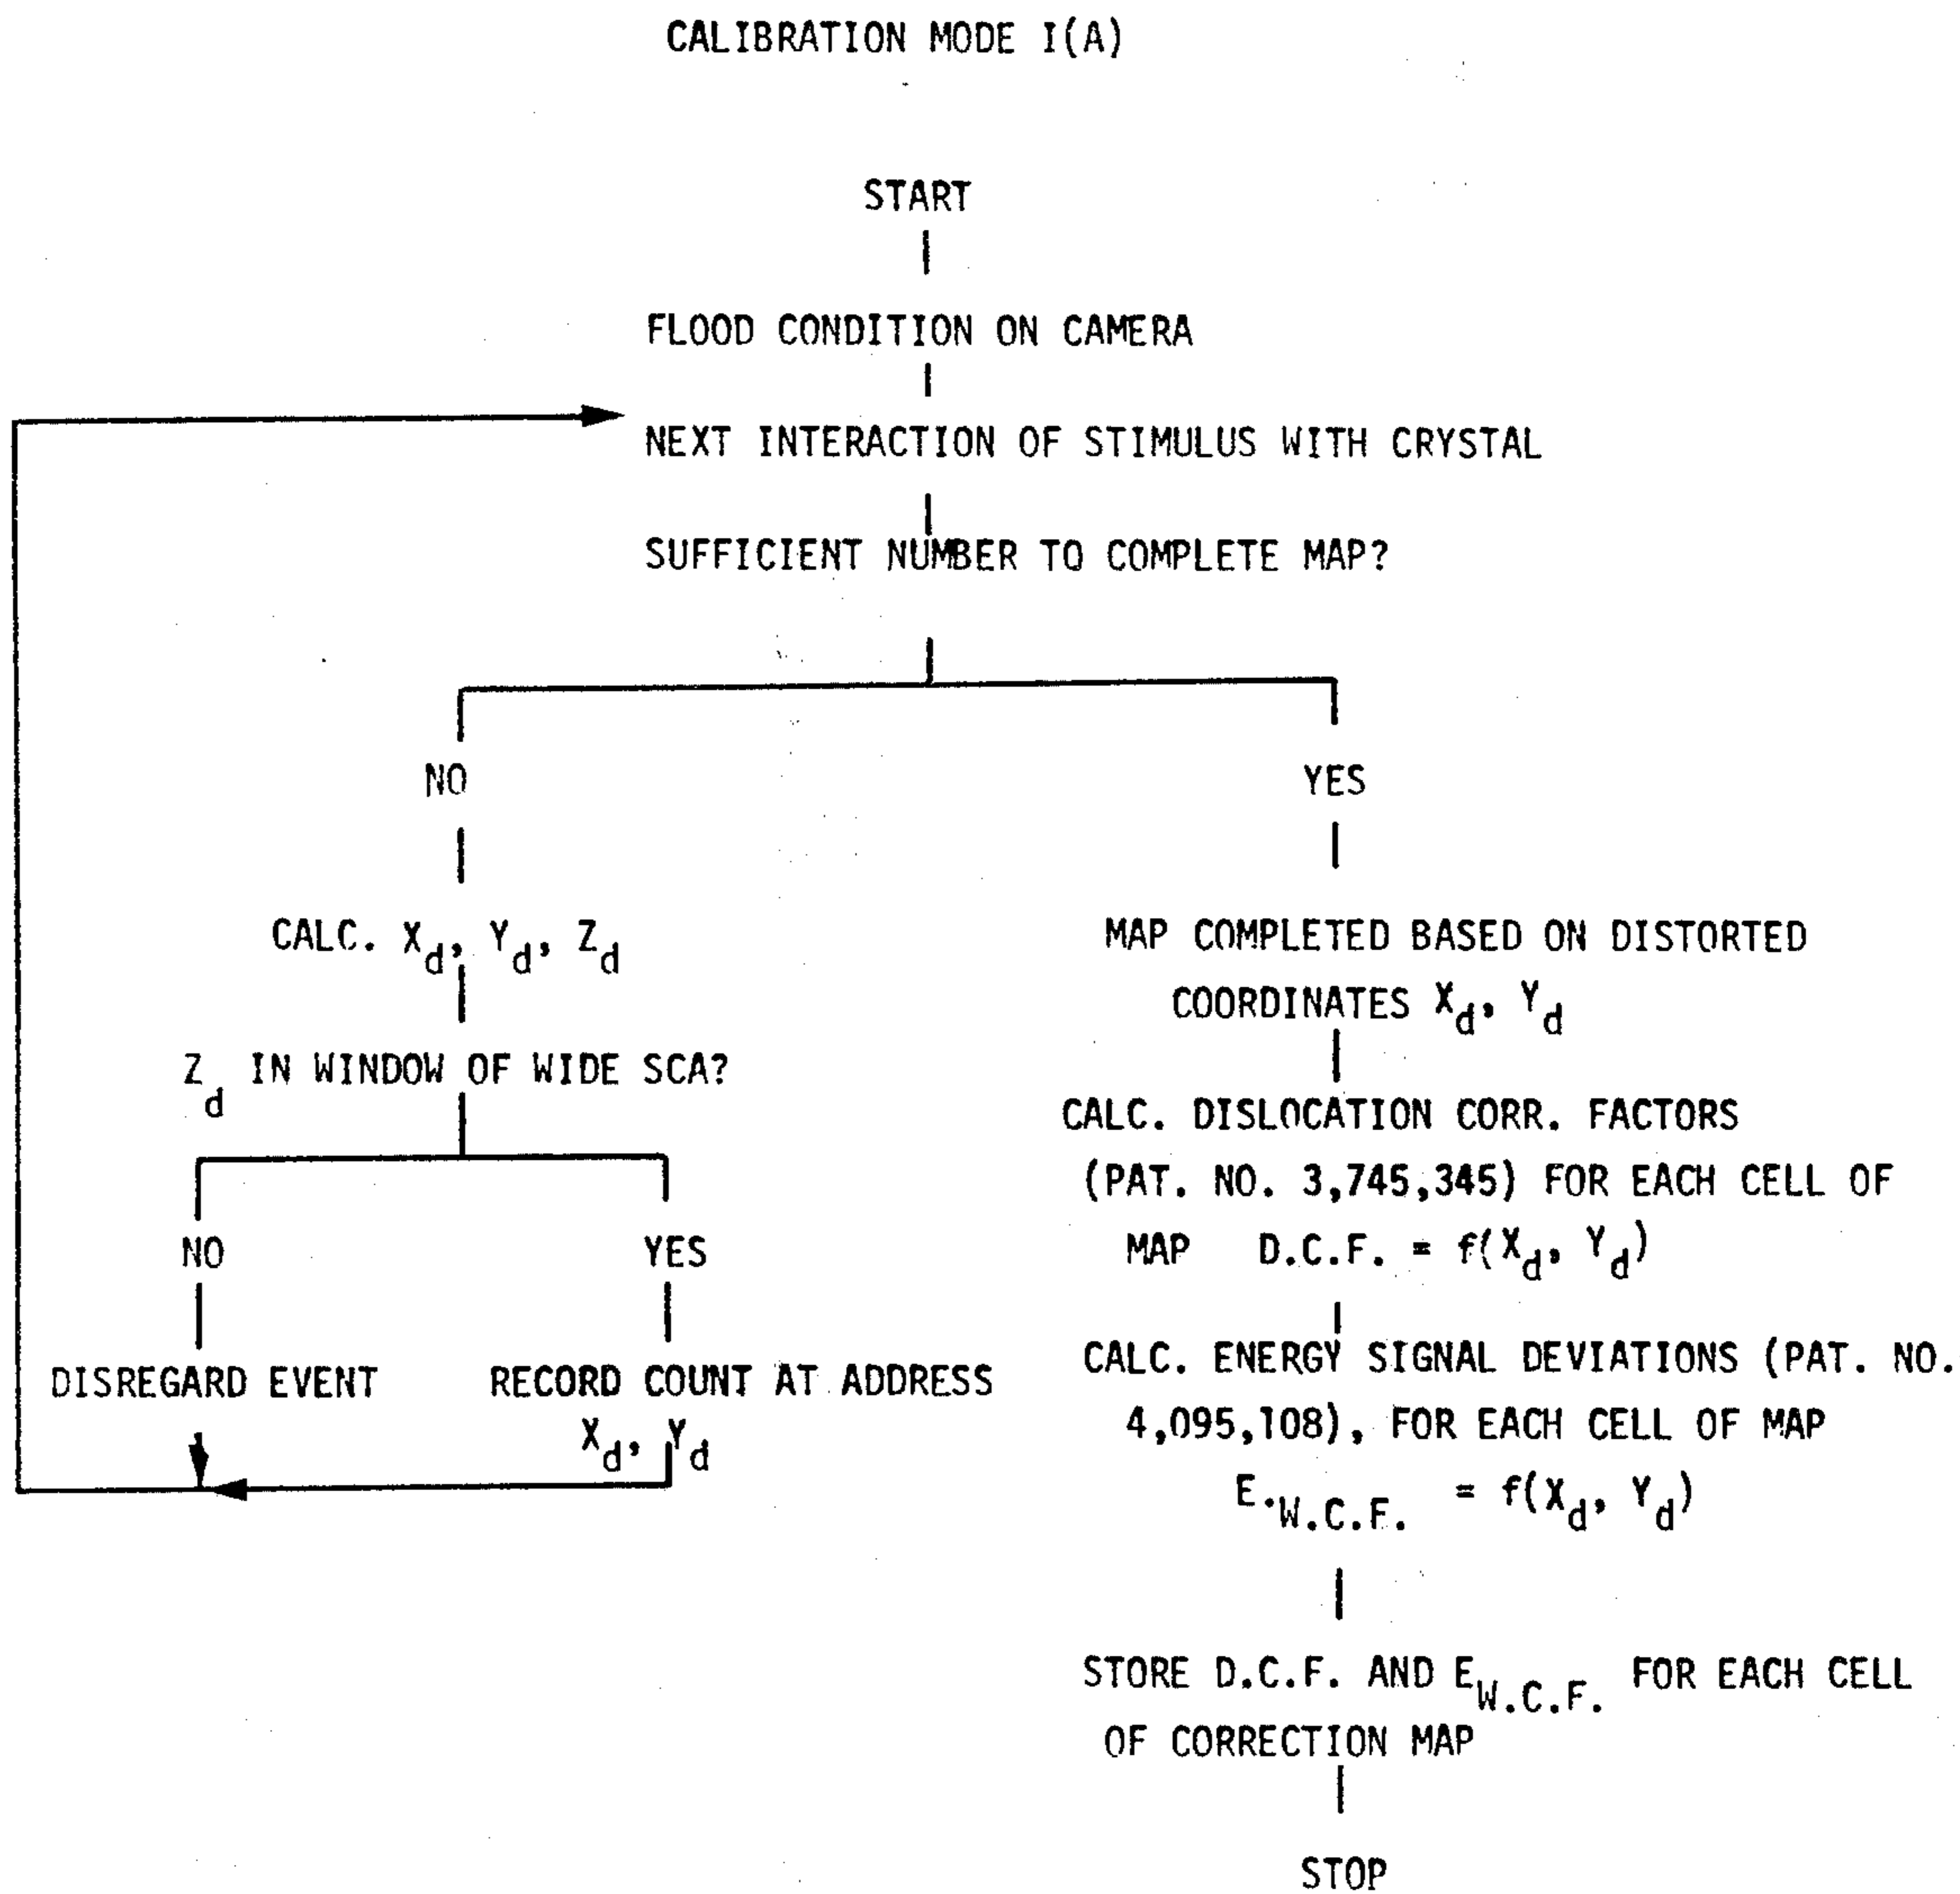 CALIBRATION MODE I(A)
START
FLOOD CONDITION ON CAMERA
NEXT INTERACTION OF STIMULUS WITH CRYSTAL
SUFFICIENT NUMBER TO COMPLETE MAP?
NO
YES
CALC. Xd, Yd, Zd
MAP COMPLETED BASED ON DISTORTED
COORDINATES Xd, Yd
Zd IN WINDOW OF WIDE SCA?
CALC. DISLOCATION CORR. FACTORS
(PAT. NO. 3,745,345) FOR EACH CELL OF
MAP D.C.F. = f(Xd, Yd)
NO
YES
DISREGARD EVENT
RECORD COUNT AT ADDRESS
Xd, Yd
CALC. ENERGY SIGNAL DEVIATIONS (PAT. NO.
4,095,108), FOR EACH CELL OF MAP
E.W.C.F. = f(Xd, Yd)
STORE D.C.F. AND EW.C.F. FOR EACH CELL
OF CORRECTION MAP
STOP